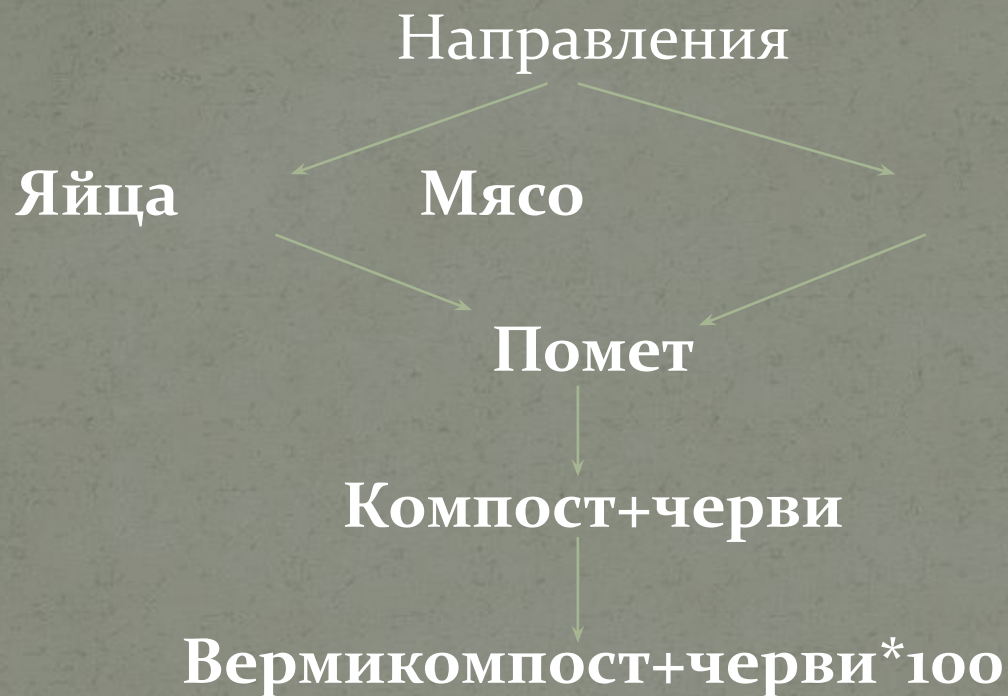 Направления
Яйца Мясо
Помет
Компост+черви
Вермикомпост+черви*100